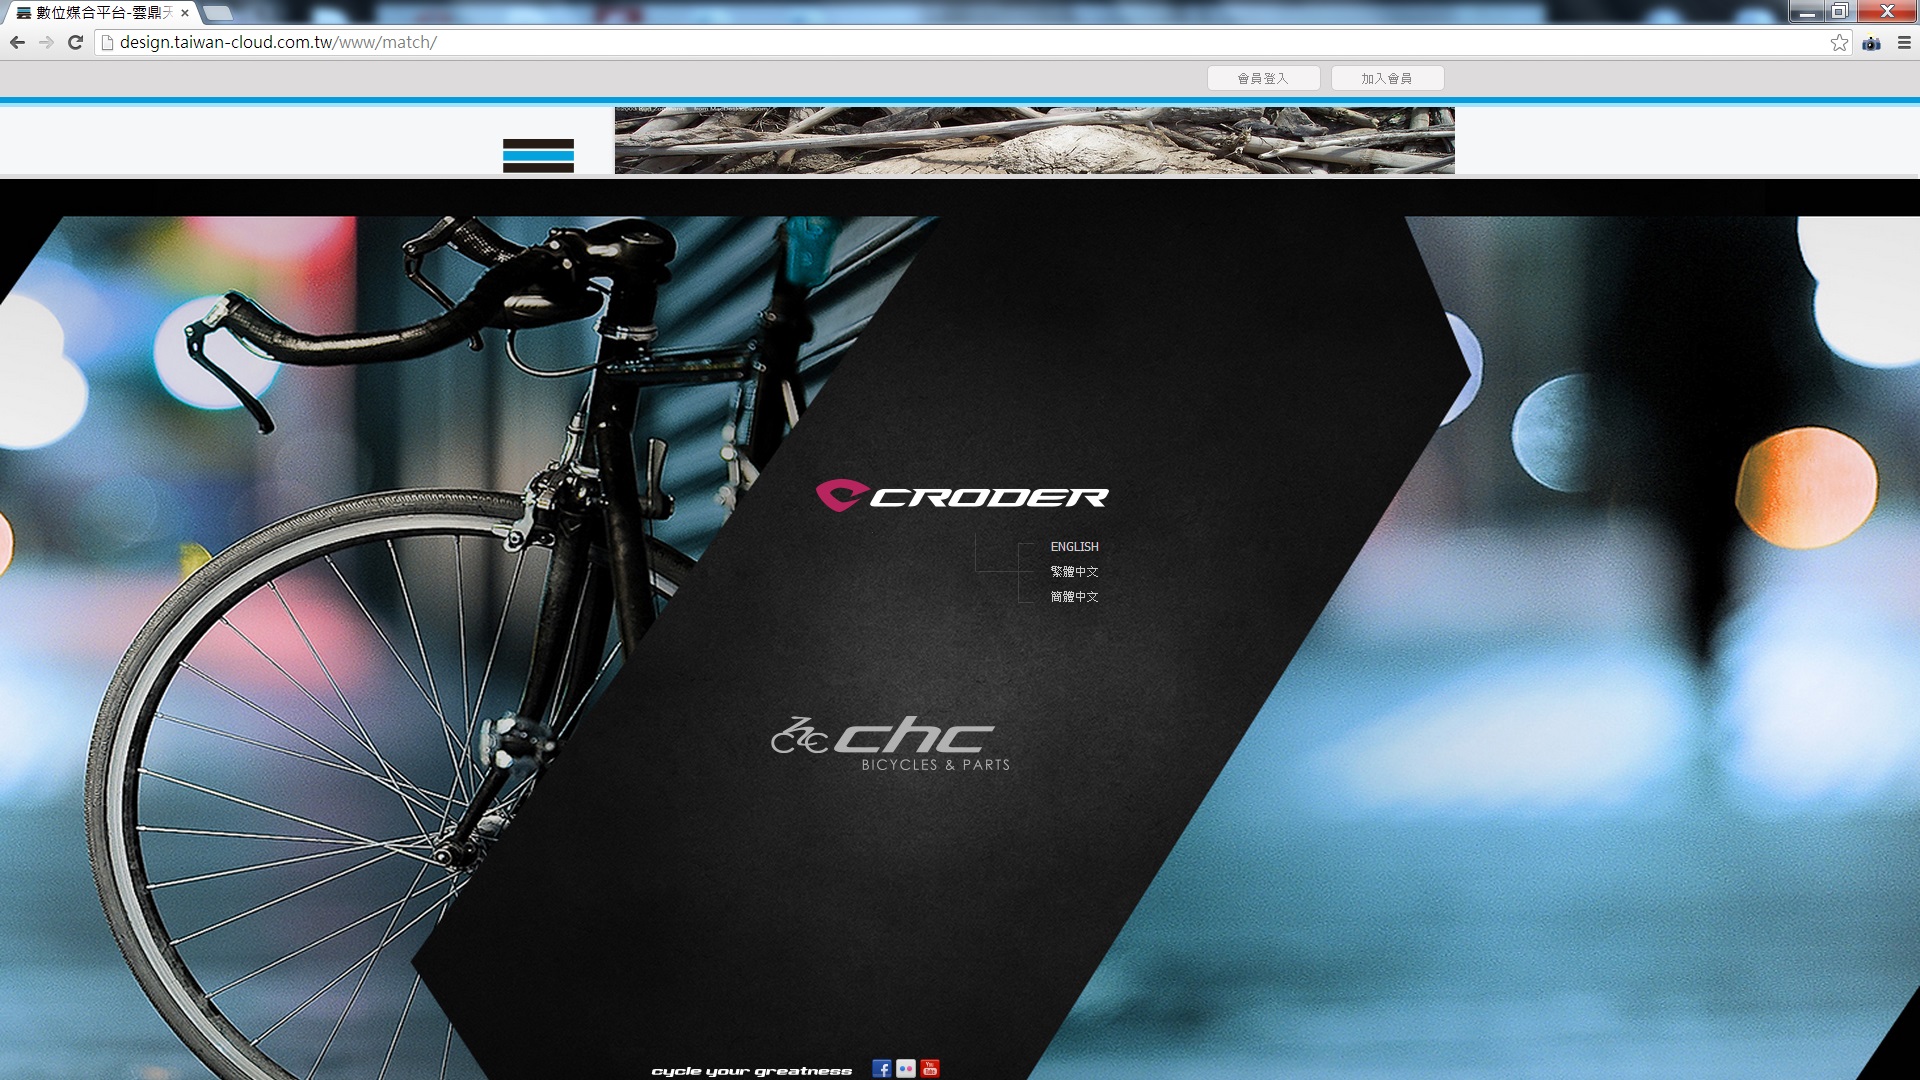 數位媒合平台-雲鼎天
design.taiwan-cloud.com.tw/www/match/
會員登入
加入會員
CRODER
ENGLISH
繁體中文
簡體中文
chc
BICYCLES & PARTS
cycle your greatness